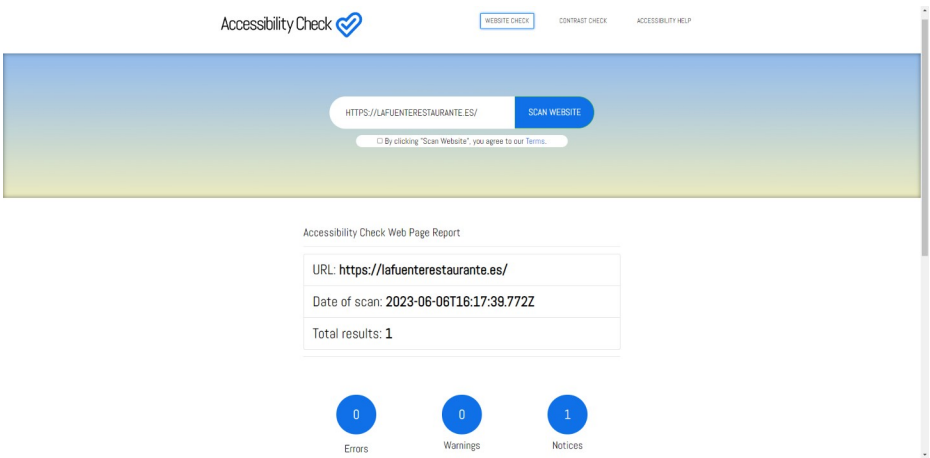 Accessibility Check
WEBSITE CHECK
CONTRAST CHECK
ACCESSIBILITY HELP
HTTPS://LAFUENTERESTAURANTE.ES/
SCAN WEBSITE
By clicking "Scan Website", you agree to our Terms.
Accessibility Check Web Page Report
URL: https://lafuenterestaurante.es/
Date of scan: 2023-06-06T16:17:39.772Z
Total results: 1
0
0
1
Errors
Warnings
Notices